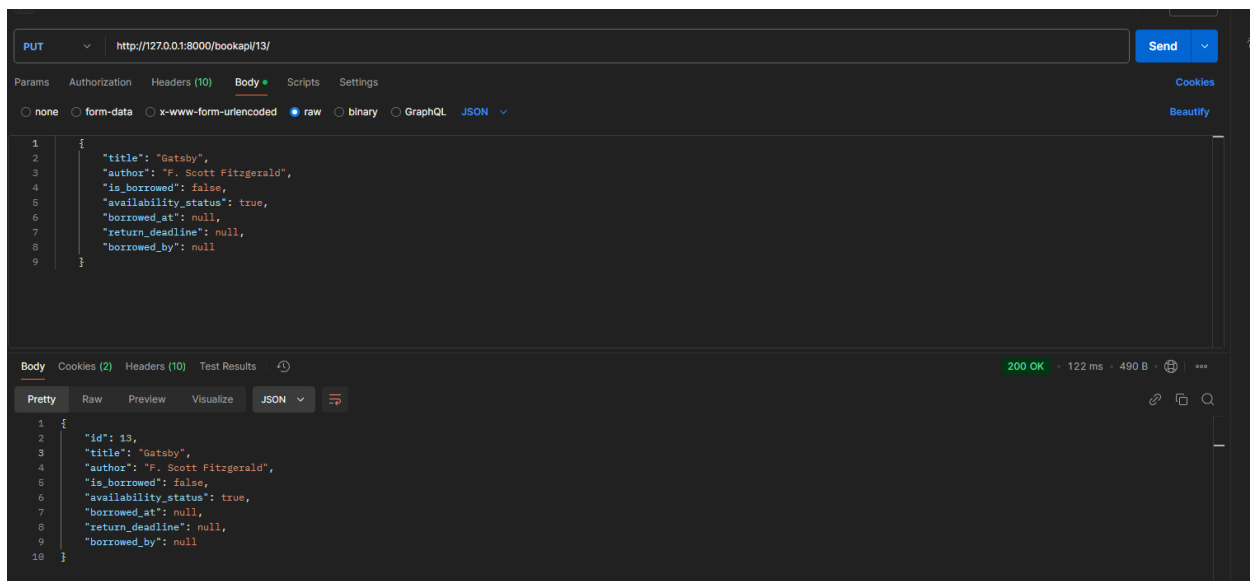 PUT http://127.0.0.1:8000/bookapi/13/ Send
Params Authorization Headers (10) Body Scripts Settings Cookies
none form-data x-www-form-urlencoded raw binary GraphQL JSON Beautify
1 {
2 "title": "Gatsby",
3 "author": "F. Scott Fitzgerald",
4 "is_borrowed": false,
5 "availability_status": true,
6 "borrowed_at": null,
7 "return_deadline": null,
8 "borrowed_by": null
9 }
Body Cookies (2) Headers (10) Test Results 200 OK 122 ms 490 B
Pretty Raw Preview Visualize JSON
1 {
2 "id": 13,
3 "title": "Gatsby",
4 "author": "F. Scott Fitzgerald",
5 "is_borrowed": false,
6 "availability_status": true,
7 "borrowed_at": null,
8 "return_deadline": null,
9 "borrowed_by": null
10 }